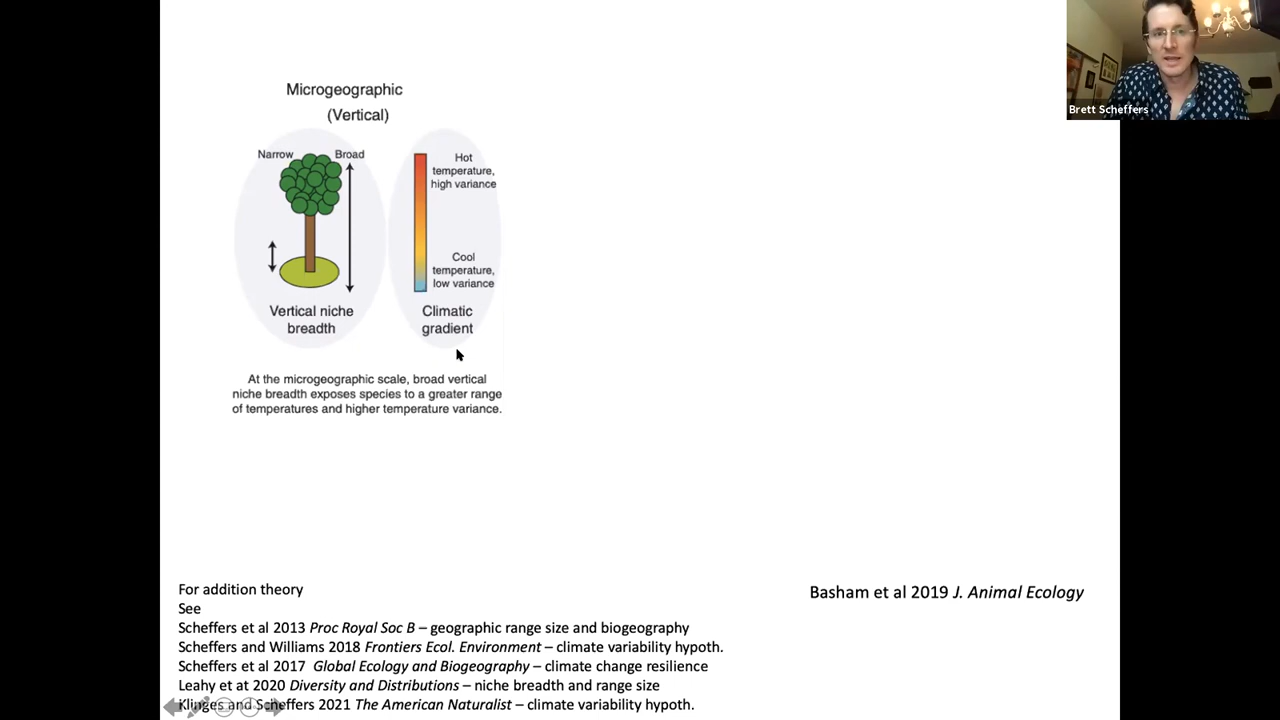 Microgeographic
(Vertical)
Narrow
Broad
Hot
temperature,
high variance
Cool
temperature,
low variance
Vertical niche
breadth
Climatic
gradient
At the microgeographic scale, broad vertical
niche breadth exposes species to a greater range
of temperatures and higher temperature variance.
Brett Scheffers
For addition theory
See
Scheffers et al 2013 Proc Royal Soc B – geographic range size and biogeography
Scheffers and Williams 2018 Frontiers Ecol. Environment – climate variability hypoth.
Scheffers et al 2017 Global Ecology and Biogeography – climate change resilience
Leahy et at 2020 Diversity and Distributions – niche breadth and range size
Klinges and Scheffers 2021 The American Naturalist – climate variability hypoth.
Basham et al 2019 J. Animal Ecology